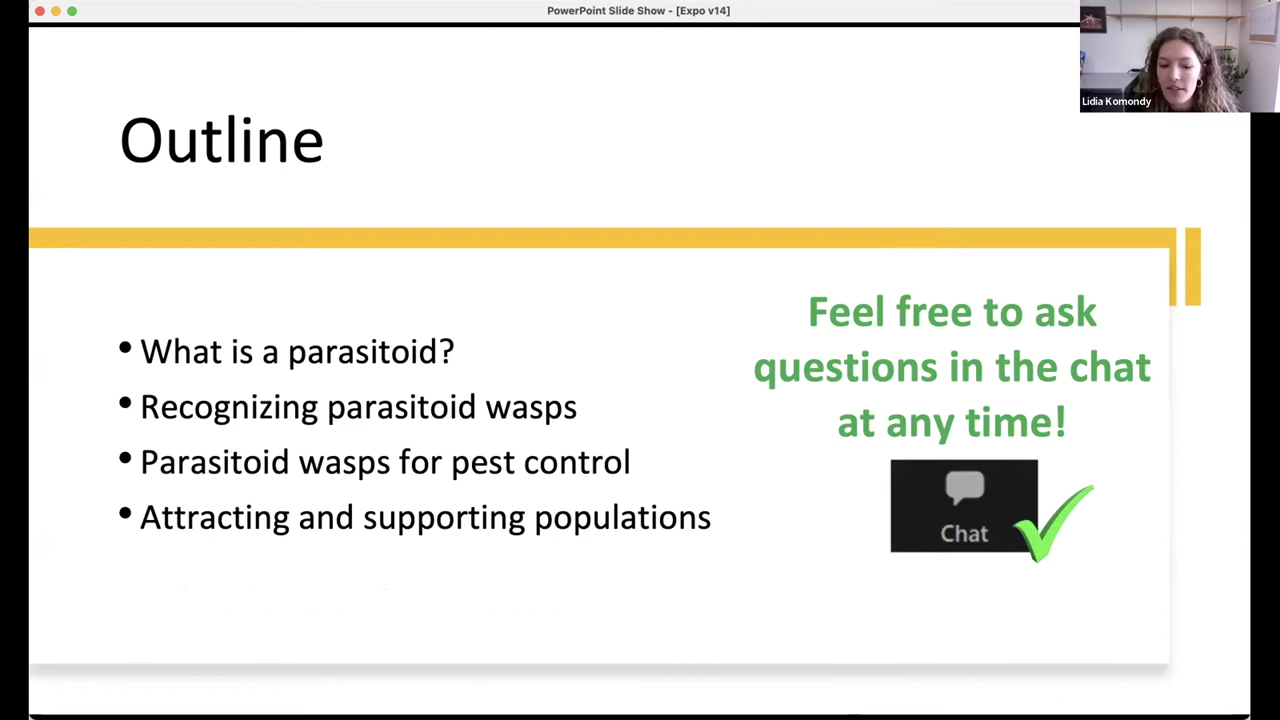 PowerPoint Slide Show - [Expo v14]
Lidia Komondy
Outline
• What is a parasitoid?
• Recognizing parasitoid wasps
• Parasitoid wasps for pest control
• Attracting and supporting populations
Feel free to ask
questions in the chat
at any time!
Chat